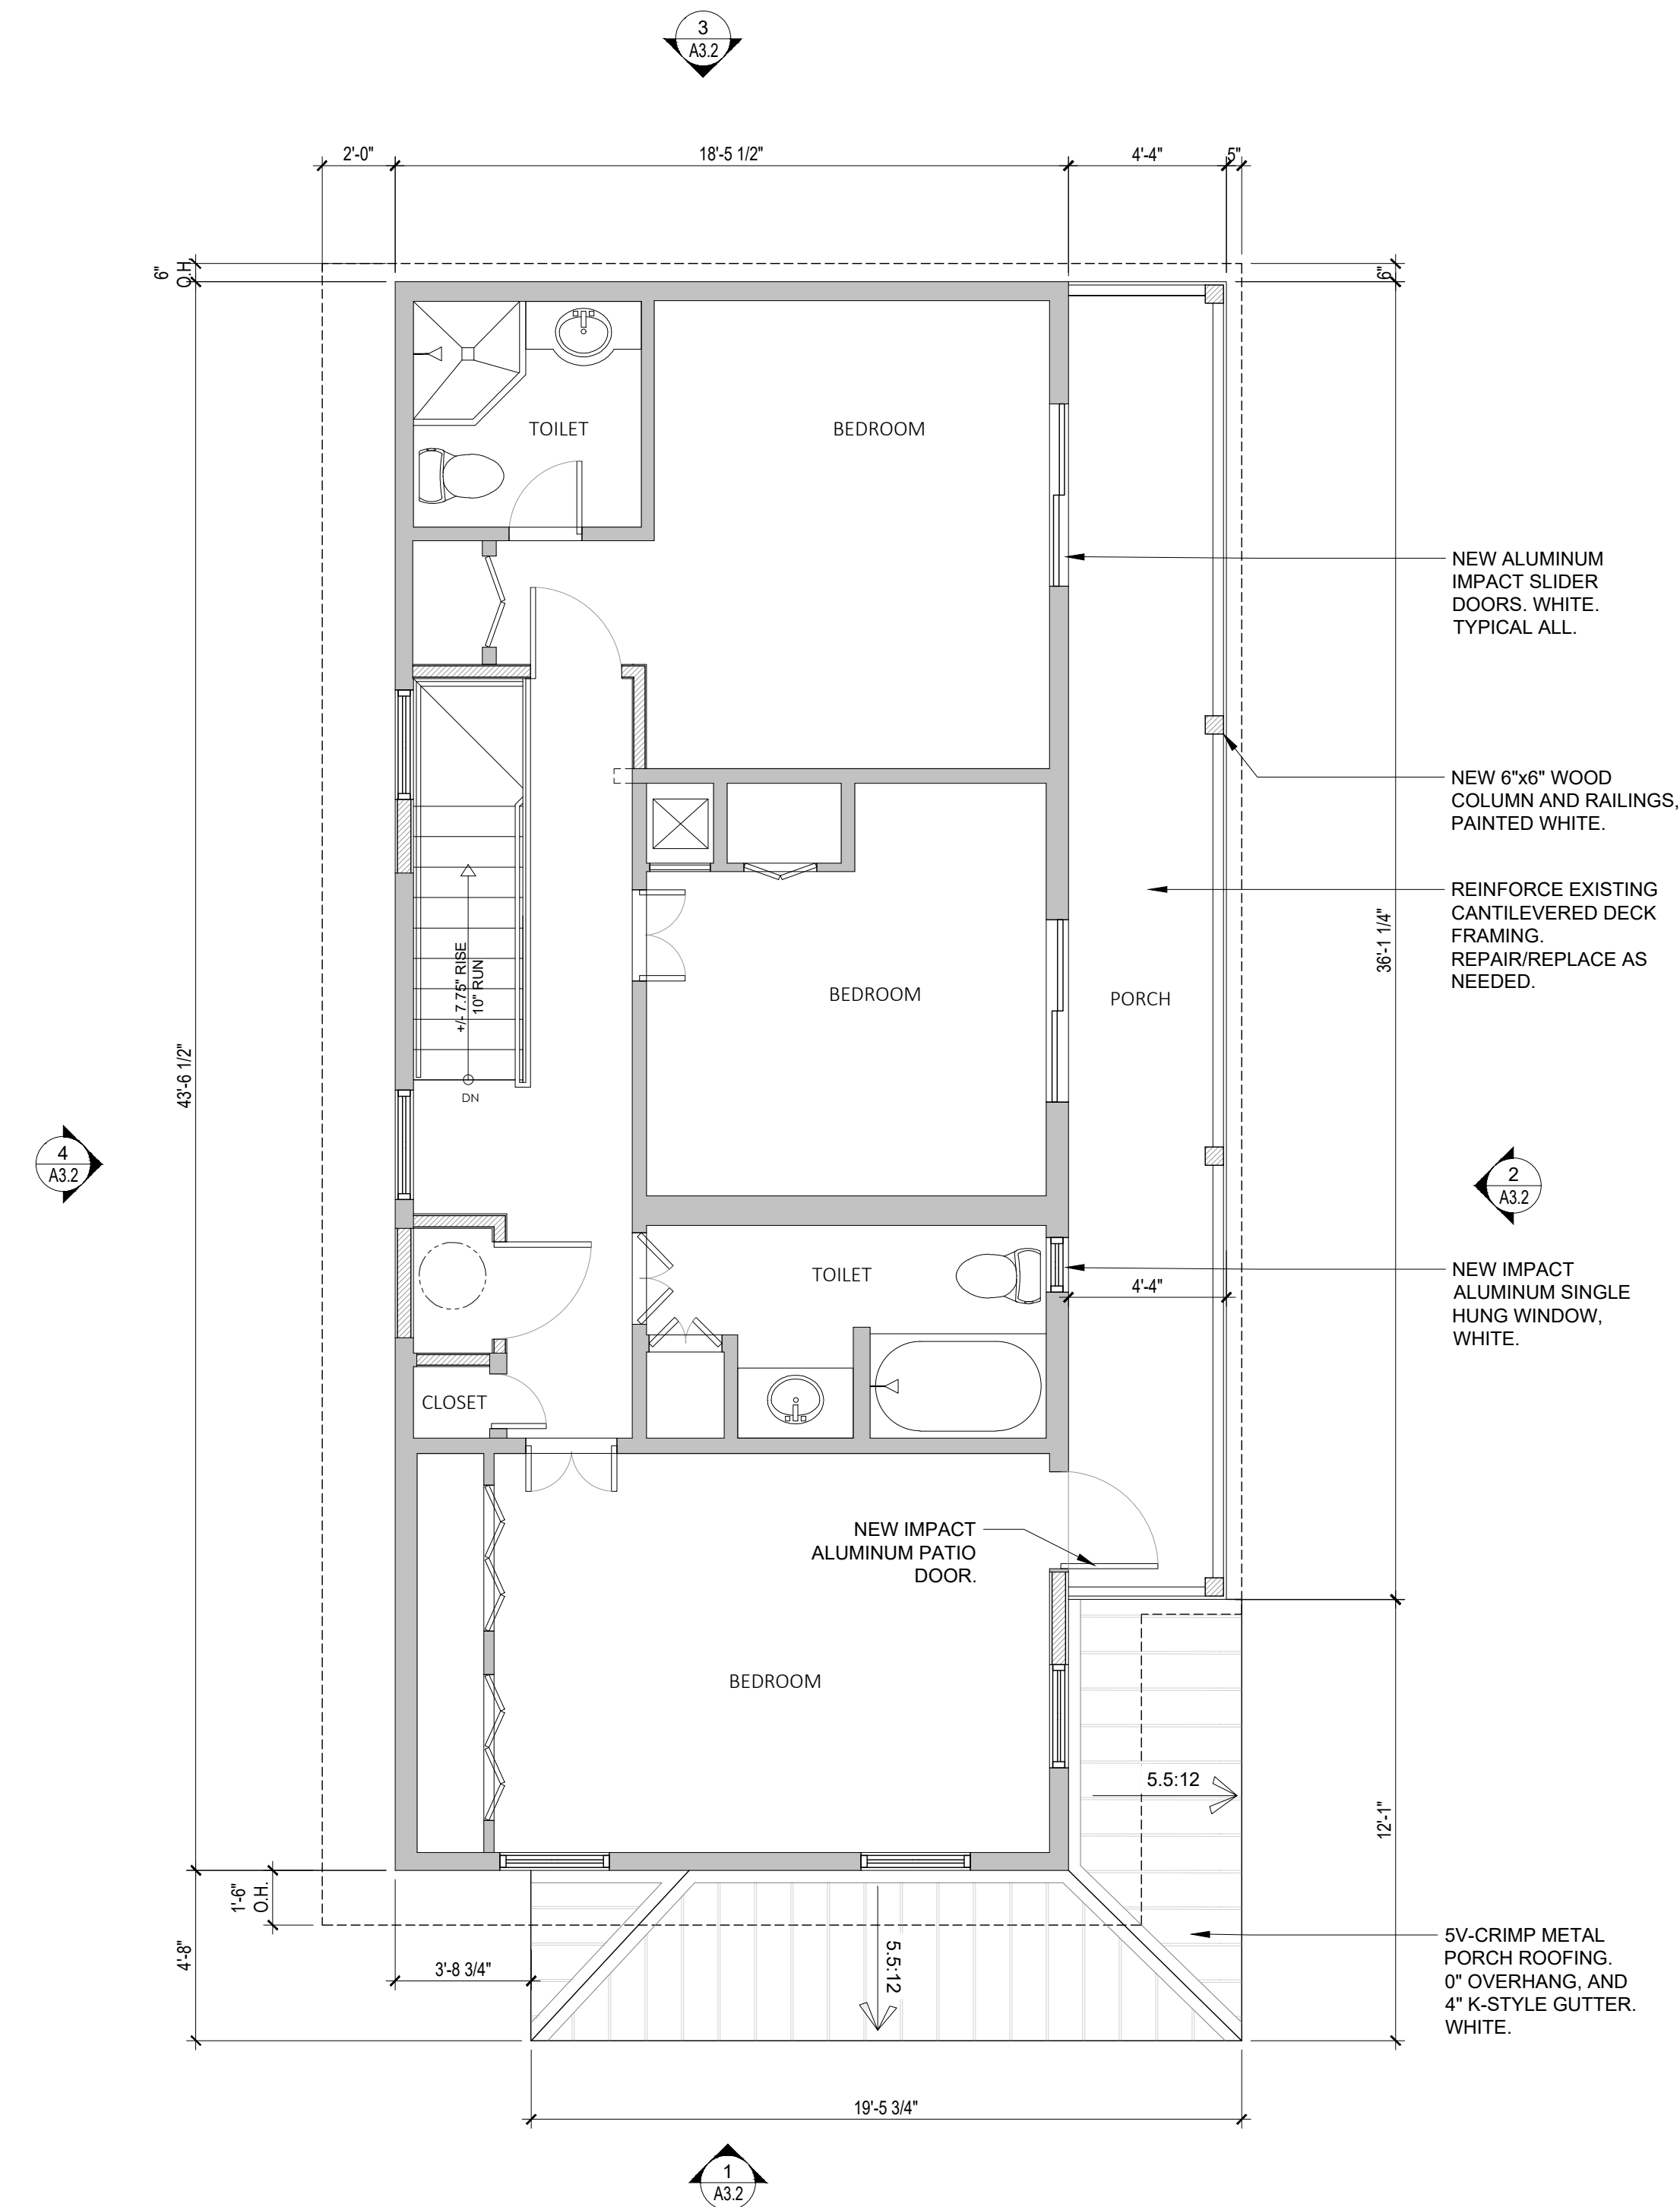 3
A3.2
2'-0"
18'-5 1/2"
4'-4"
5"
6"
O.H.
6"
TOILET
BEDROOM
NEW ALUMINUM
IMPACT SLIDER
DOORS. WHITE.
TYPICAL ALL.
NEW 6"x6" WOOD
COLUMN AND RAILINGS,
PAINTED WHITE.
REINFORCE EXISTING
CANTILEVERED DECK
FRAMING.
REPAIR/REPLACE AS
NEEDED.
36'-1 1/4"
+/- 7.75" RISE
10" RUN
BEDROOM
PORCH
43'-6 1/2"
DN
4
A3.2
2
A3.2
TOILET
4'-4"
NEW IMPACT
ALUMINUM SINGLE
HUNG WINDOW,
WHITE.
CLOSET
NEW IMPACT
ALUMINUM PATIO
DOOR.
BEDROOM
5.5:12
12'-1"
1'-6"
O.H.
4'-8"
3'-8 3/4"
5.5:12
5V-CRIMP METAL
PORCH ROOFING.
0" OVERHANG, AND
4" K-STYLE GUTTER.
WHITE.
19'-5 3/4"
1
A3.2